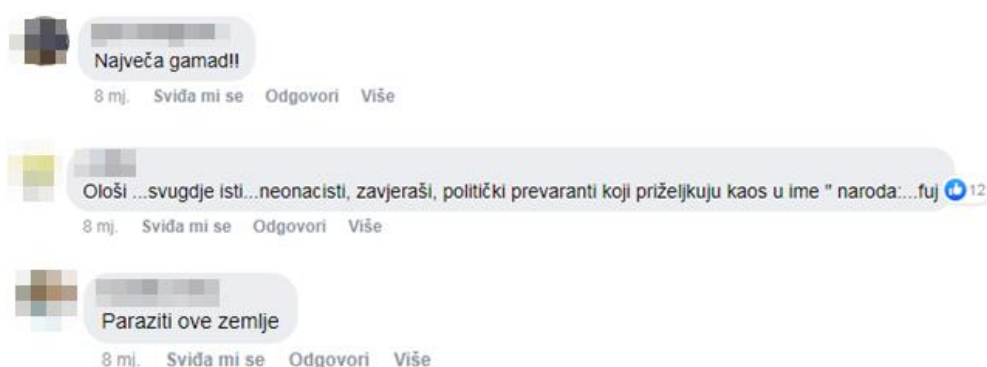 Največa gamad!!
8 mj. Sviđa mi se Odgovori Više
Ološi ...svugdje isti...neonacisti, zavjeraši, politički prevaranti koji priželjkuju kaos u ime " naroda:...fuj 12
8 mj. Sviđa mi se Odgovori Više
Paraziti ove zemlje
8 mj. Sviđa mi se Odgovori Više